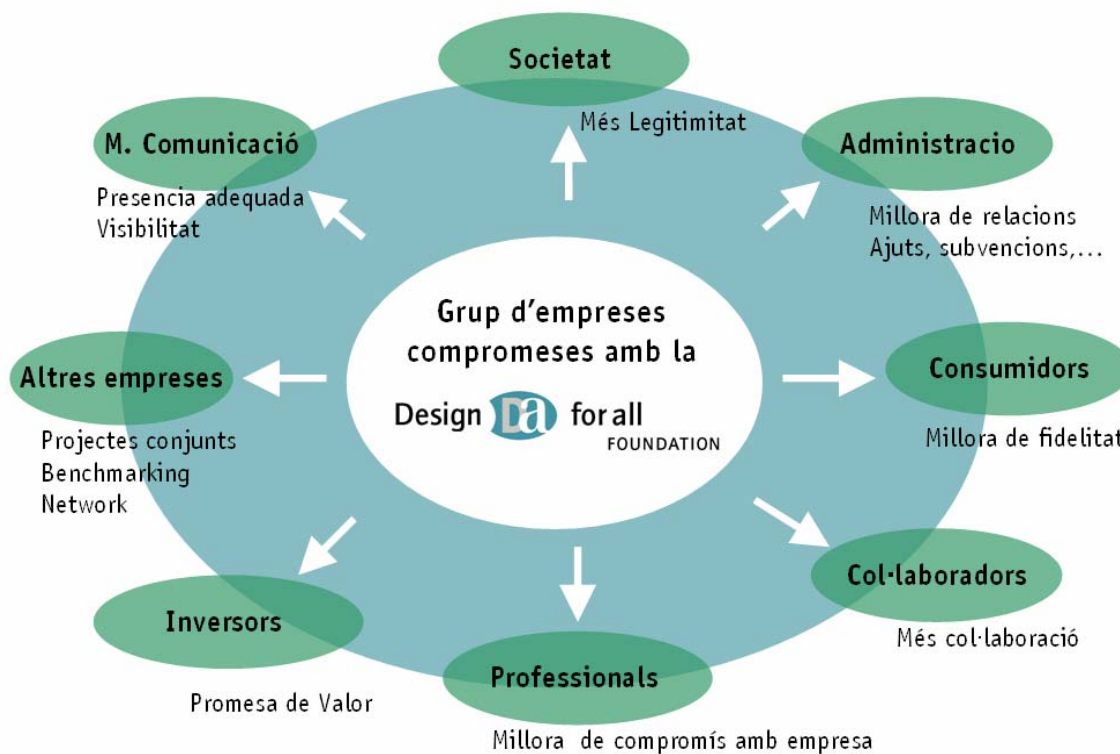 Societat
Més Legitimitat
M. Comunicació
Presencia adequada
Visibilitat
Administracio
Millora de relacions
Ajuts, subvencions,...
Grup d'empreses
compromeses amb la
Design Da for all
FOUNDATION
Altres empreses
Projectes conjunts
Benchmarking
Network
Consumidors
Millora de fidelitat
Col·laboradors
Més col·laboració
Inversors
Promesa de Valor
Professionals
Millora de compromís amb empresa